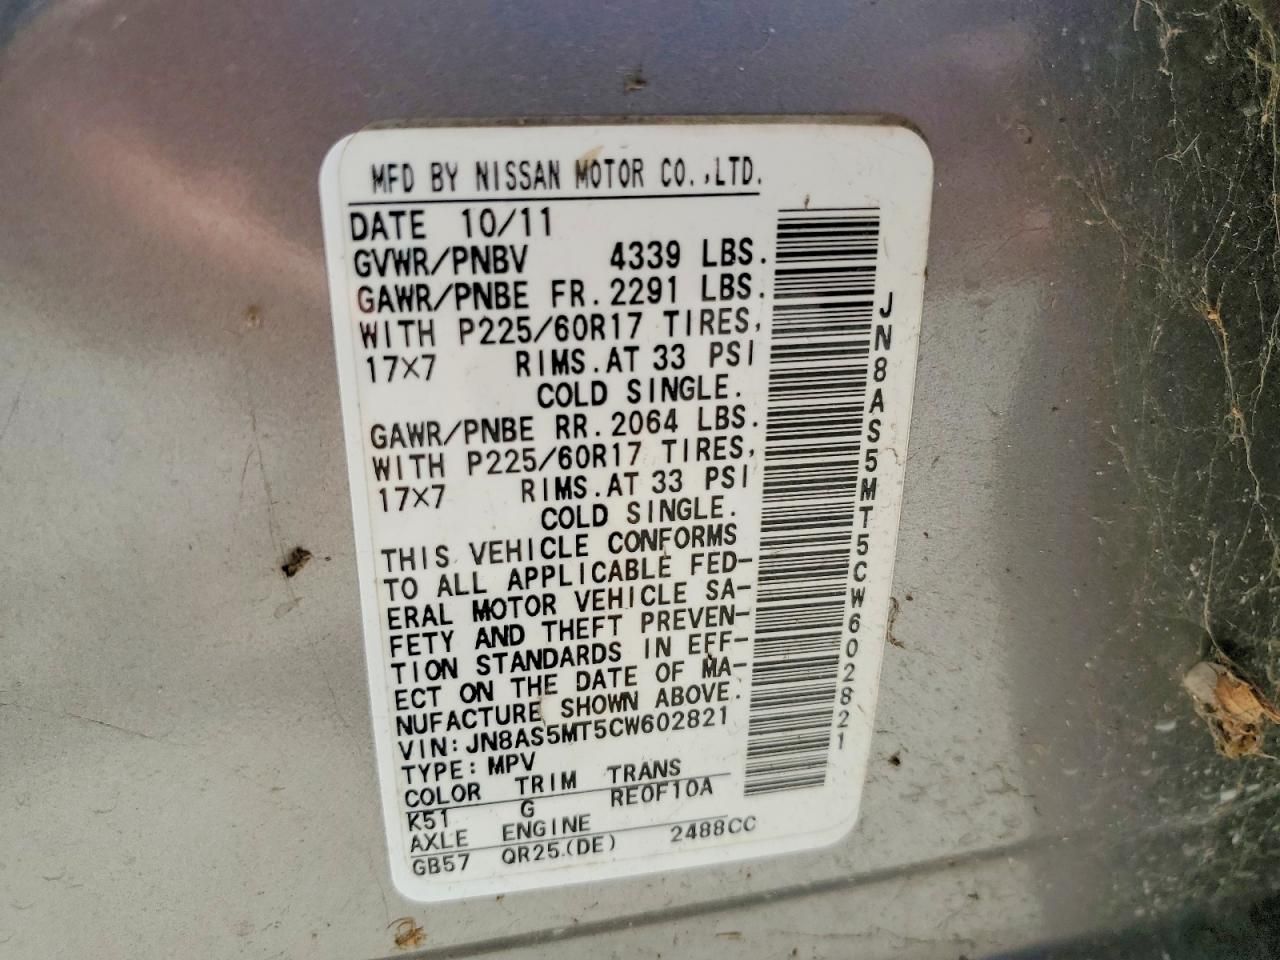 MFD BY NISSAN MOTOR CO.,LTD.
DATE 10/11
GVWR/PNBV 4339 LBS.
GAWR/PNBE FR.2291 LBS.
WITH P225/60R17 TIRES,
17×7 RIMS.AT 33 PSI
COLD SINGLE.
GAWR/PNBE RR.2064 LBS.
WITH P225/60R17 TIRES,
17×7 RIMS.AT 33 PSI
COLD SINGLE.
THIS VEHICLE CONFORMS
TO ALL APPLICABLE FED-
ERAL MOTOR VEHICLE SA-
FETY AND THEFT PREVEN-
TION STANDARDS IN EFF-
ECT ON THE DATE OF MA-
NUFACTURE SHOWN ABOVE.
VIN:JN8AS5MT5CW602821
TYPE:MPV
COLOR TRIM TRANS
K51 G RE0F10A
AXLE ENGINE
GB57 QR25.(DE) 2488CC
JN8AS5MT5CW602821